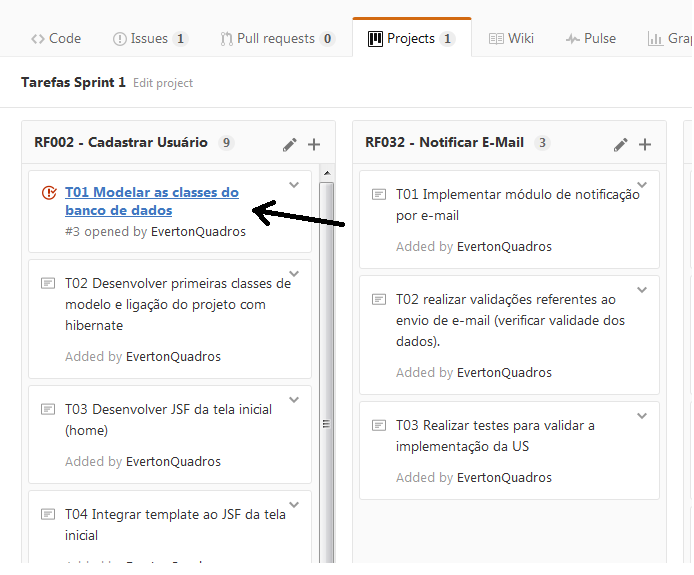 Code Issues 1 Pull requests 0 Projects 1 Wiki Pulse
Tarefas Sprint 1 Edit project
RF002 - Cadastrar Usuário 9
T01 Modelar as classes do
banco de dados
#3 opened by EvertonQuadros
T02 Desenvolver primeiras classes de
modelo e ligação do projeto com
hibernate
Added by EvertonQuadros
T03 Desenvolver JSF da tela inicial
(home)
Added by EvertonQuadros
T04 Integrar template ao JSF da tela
inicial
Added by EvertonQuadros
RF032 - Notificar E-Mail 3
T01 Implementar módulo de notificação
por e-mail
Added by EvertonQuadros
T02 realizar validações referentes ao
envio de e-mail (verificar validade dos
dados).
Added by EvertonQuadros
T03 Realizar testes para validar a
implementação da US
Added by EvertonQuadros